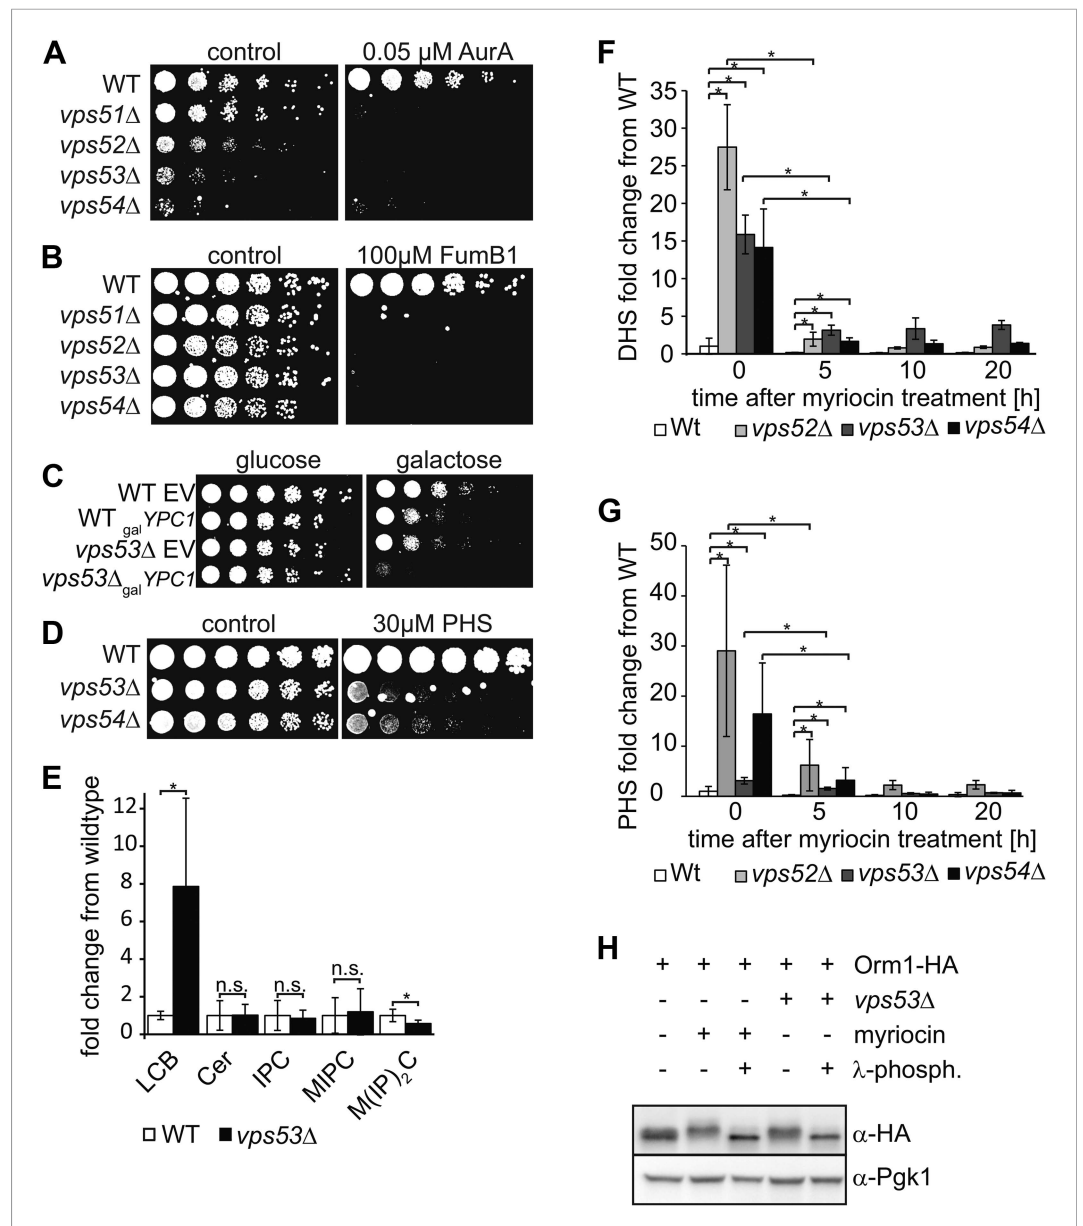 A
control
0.05 µM AurA
WT
vps51Δ
vps52Δ
vps53Δ
vps54Δ
B
control
100µM FumB1
WT
vps51Δ
vps52Δ
vps53Δ
vps54Δ
C
glucose
galactose
WT EV
WT gal YPC1
vps53Δ EV
vps53Δgal YPC1
D
control
30µM PHS
WT
vps53Δ
vps54Δ
E
fold change from wildtype
12
10
8
6
4
2
0
*
n.s.
n.s.
n.s.
*
LCB
Cer
IPC
MIPC
M(IP)2C
WT
vps53Δ
F
DHS fold change from WT
35
30
25
20
15
10
5
0
*
*
*
*
*
*
*
*
*
0
5
10
20
time after myriocin treatment [h]
Wt
vps52Δ
vps53Δ
vps54Δ
G
PHS fold change from WT
50
40
30
20
10
0
*
*
*
*
*
*
*
*
*
0
5
10
20
time after myriocin treatment [h]
Wt
vps52Δ
vps53Δ
vps54Δ
H
+ + + + + Orm1-HA
- - - + + vps53Δ
- + + - - myriocin
- - + - + λ-phosph.
α-HA
α-Pgk1